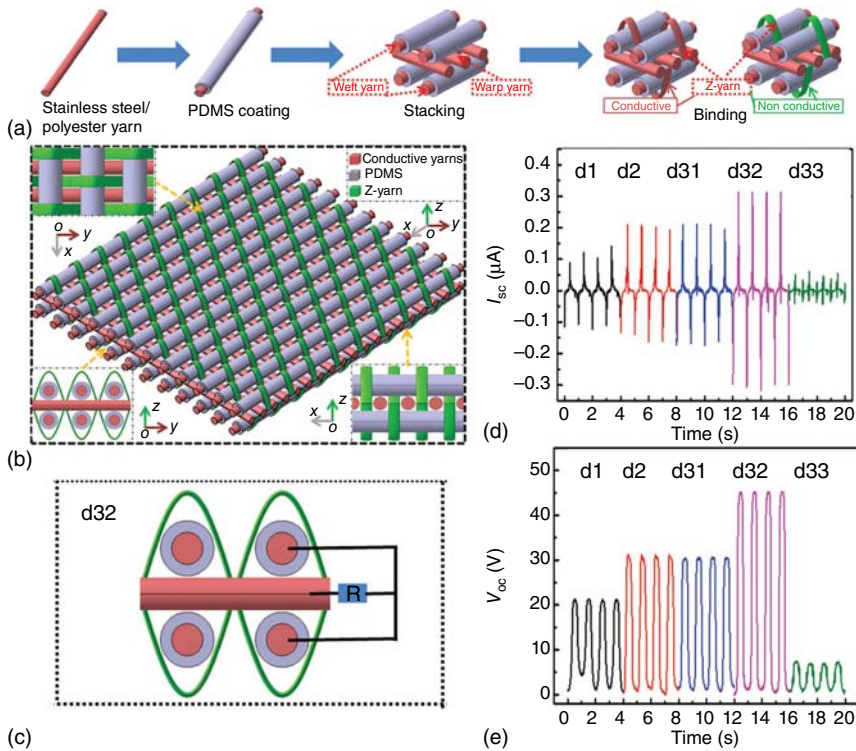 Stainless steel/
polyester yarn
PDMS coating
Weft yarn
Warp yarn
Stacking
Z-yarn
Conductive
Non conductive
Binding
(a)
Conductive yarns
PDMS
Z-yarn
o
y
x
z
y
x
o
z
o
y
z
x
o
(b)
d32
R
(c)
d1 d2 d31 d32 d33
0.4
0.3
0.2
0.1
0.0
−0.1
−0.2
−0.3
Isc (μA)
0 2 4 6 8 10 12 14 16 18 20
Time (s)
(d)
d1 d2 d31 d32 d33
50
40
30
20
10
0
Voc (V)
0 2 4 6 8 10 12 14 16 18 20
Time (s)
(e)